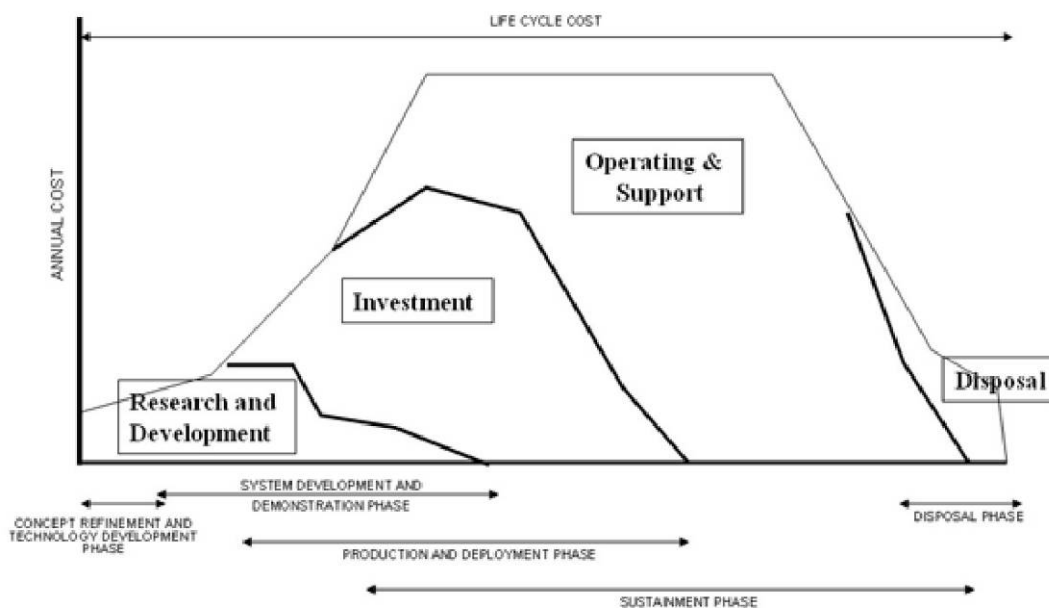 LIFE CYCLE COST
ANNUAL COST
Operating &
Support
Investment
Research and
Development
Disposal
SYSTEM DEVELOPMENT AND
DEMONSTRATION PHASE
CONCEPT REFINEMENT AND
TECHNOLOGY DEVELOPMENT
PHASE
DISPOSAL PHASE
PRODUCTION AND DEPLOYMENT PHASE
SUSTAINMENT PHASE